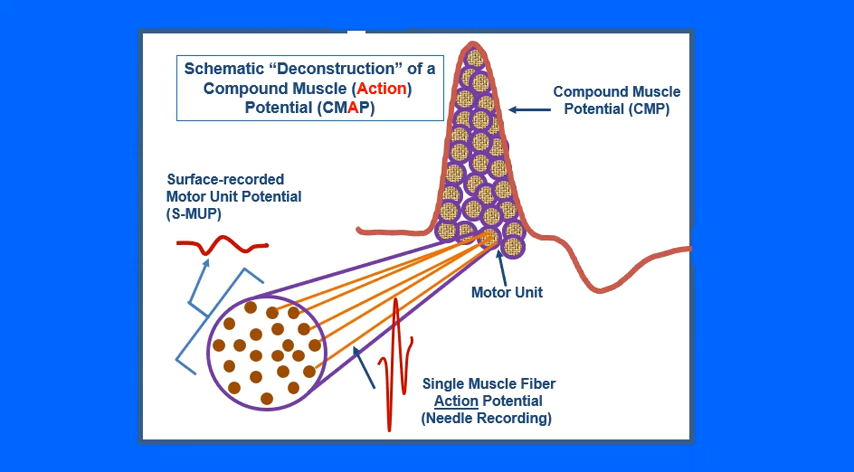 Schematic “Deconstruction” of a
Compound Muscle (Action)
Potential (CMAP)
Compound Muscle
Potential (CMP)
Surface-recorded
Motor Unit Potential
(S-MUP)
Motor Unit
Single Muscle Fiber
Action Potential
(Needle Recording)